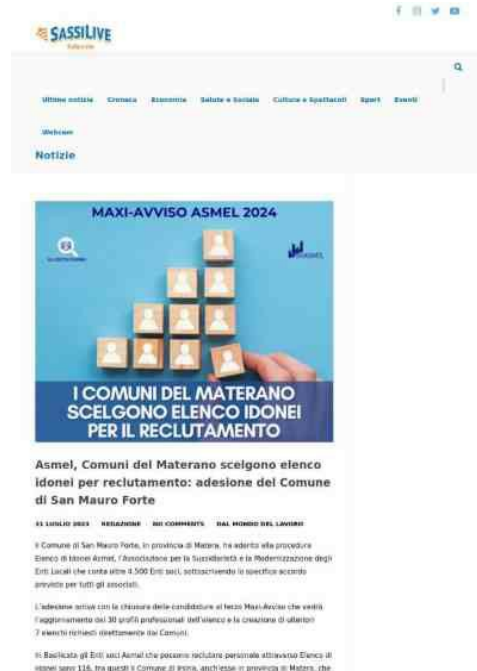 SASSILIVE
Ultime notizie Cronaca Economia Salute e Sociale Cultura e Spettacoli Sport Eventi
Webcam
Notizie
MAXI-AVVISO ASMEL 2024
ASMEL
I COMUNI DEL MATERANO
SCELGONO ELENCO IDONEI
PER IL RECLUTAMENTO
Asmel, Comuni del Materano scelgono elenco
idonei per reclutamento: adesione del Comune
di San Mauro Forte
31 LUGLIO 2023 REDAZIONE NO COMMENTS DAL MONDO DEL LAVORO
Il Comune di San Mauro Forte, in provincia di Matera, ha aderito alla procedura
Elenco di Idonei Asmel, l'Associazione per la Sussidiarietà e la Modernizzazione degli
Enti Locali che conta oltre 4.500 Enti soci, sottoscrivendo lo specifico accordo
previsto per tutti gli associati.
L'adesione arriva con la chiusura delle candidature al terzo Maxi-Avviso che vedrà
l'aggiornamento dei 30 profili professionali dell'elenco e la creazione di ulteriori
7 elenchi richiesti direttamente dai Comuni.
In Basilicata gli Enti soci Asmel che possono reclutare personale attraverso Elenco di
idonei sono 116, tra questi il Comune di Irsina, anch'esso in provincia di Matera, che